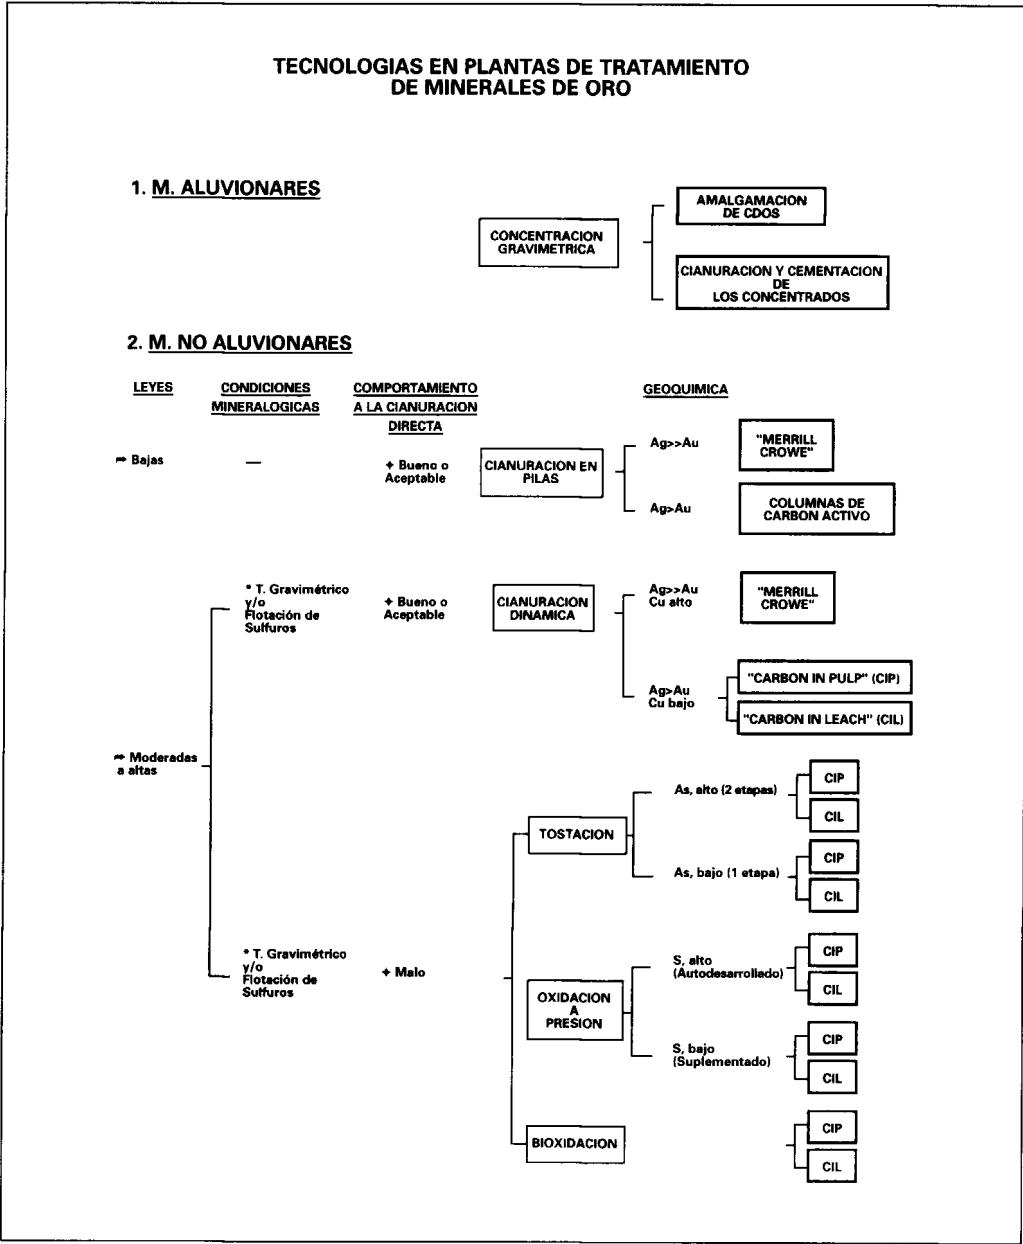 TECNOLOGIAS EN PLANTAS DE TRATAMIENTO
DE MINERALES DE ORO
1. M. ALUVIONARES
CONCENTRACION
GRAVIMETRICA
AMALGAMACION
DE CDOS
CIANURACION Y CEMENTACION
DE
LOS CONCENTRADOS
2. M. NO ALUVIONARES
LEYES
CONDICIONES
MINERALOGICAS
COMPORTAMIENTO
A LA CIANURACION
DIRECTA
GEOQUIMICA
⇒ Bajas
—
+ Bueno o
Aceptable
CIANURACION EN
PILAS
Ag>>Au
"MERRILL
CROWE"
Ag>Au
COLUMNAS DE
CARBON ACTIVO
* T. Gravimétrico
y/o
Flotación de
Sulfuros
+ Bueno o
Aceptable
CIANURACION
DINAMICA
Ag>>Au
Cu alto
"MERRILL
CROWE"
Ag>Au
Cu bajo
"CARBON IN PULP" (CIP)
"CARBON IN LEACH" (CIL)
⇒ Moderadas
a altas
TOSTACION
As, alto (2 etapas)
CIP
CIL
As, bajo (1 etapa)
CIP
CIL
* T. Gravimétrico
y/o
Flotación de
Sulfuros
+ Malo
OXIDACION
A
PRESION
S, alto
(Autodesarrollado)
CIP
CIL
S, bajo
(Suplementado)
CIP
CIL
BIOXIDACION
CIP
CIL